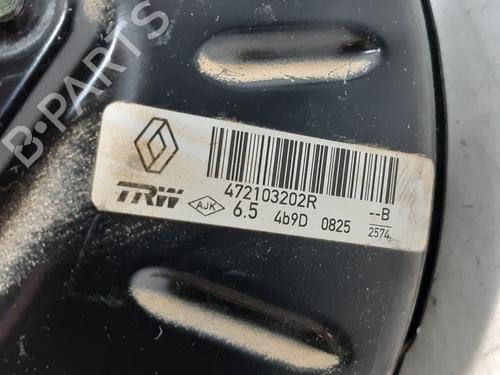 B-PARTS
472103202R
TRW AJK 6.5 4b9D 0825 --B
2574